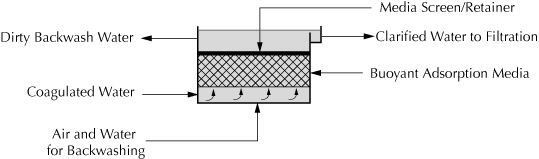 Media Screen/Retainer
Dirty Backwash Water
Clarified Water to Filtration
Buoyant Adsorption Media
Coagulated Water
Air and Water
for Backwashing